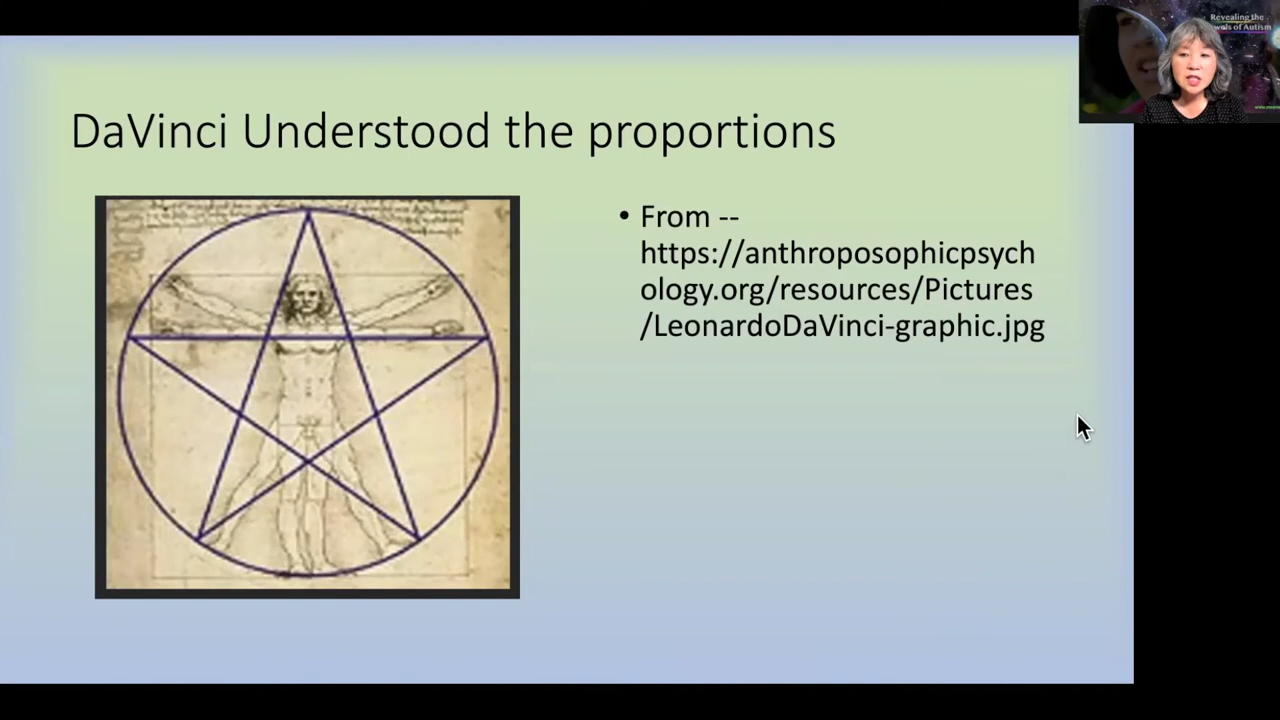 DaVinci Understood the proportions
• From --
https://anthroposophicpsych
ology.org/resources/Pictures
/LeonardoDaVinci-graphic.jpg
Revealing the
of Autism